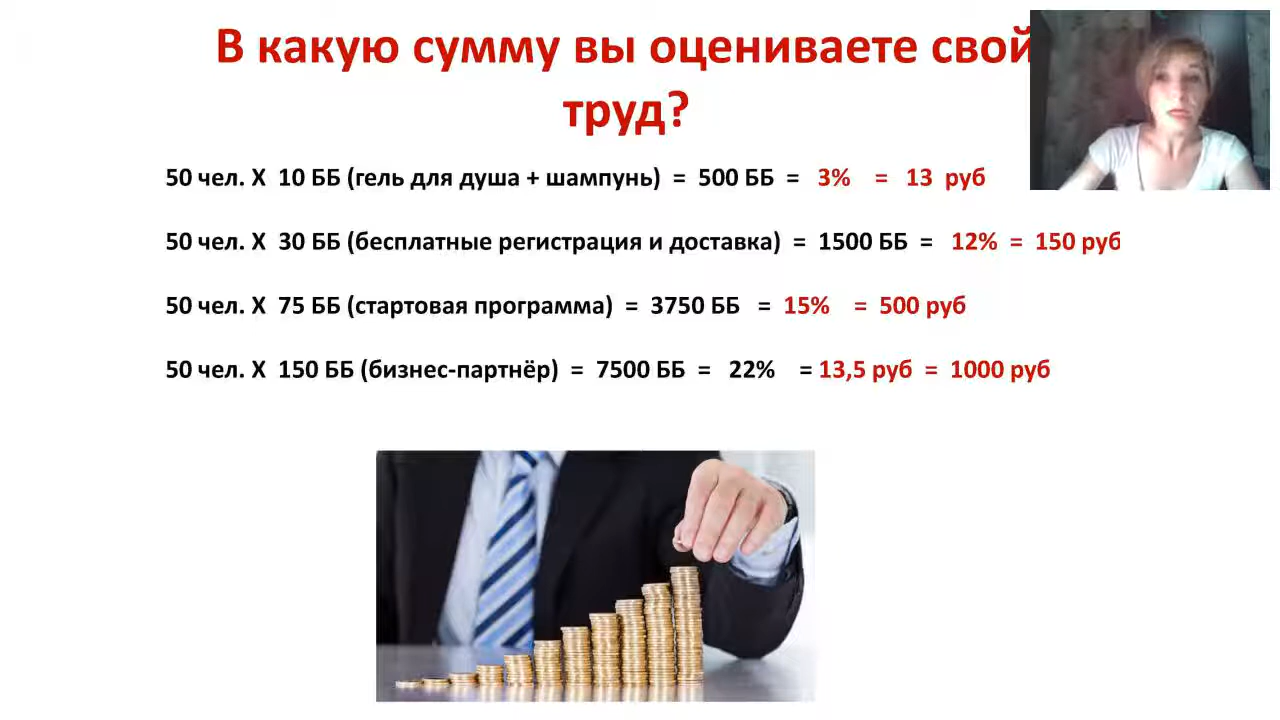 В какую сумму вы оцениваете свой
труд?
50 чел. Х 10 ББ (гель для душа + шампунь) = 500 ББ = 3% = 13 руб
50 чел. Х 30 ББ (бесплатные регистрация и доставка) = 1500 ББ = 12% = 150 руб
50 чел. Х 75 ББ (стартовая программа) = 3750 ББ = 15% = 500 руб
50 чел. Х 150 ББ (бизнес-партнёр) = 7500 ББ = 22% = 13,5 руб = 1000 руб